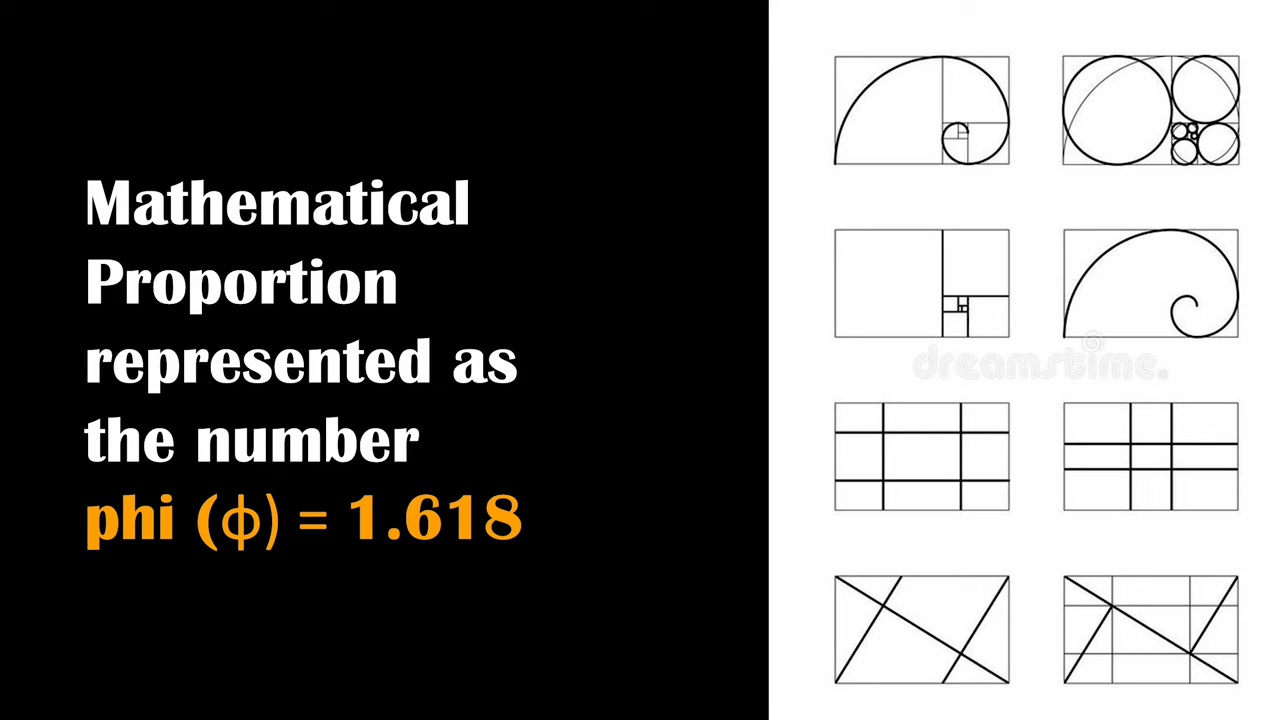 Mathematical
Proportion
represented as
the number
phi (ϕ) = 1.618
dreamstime.